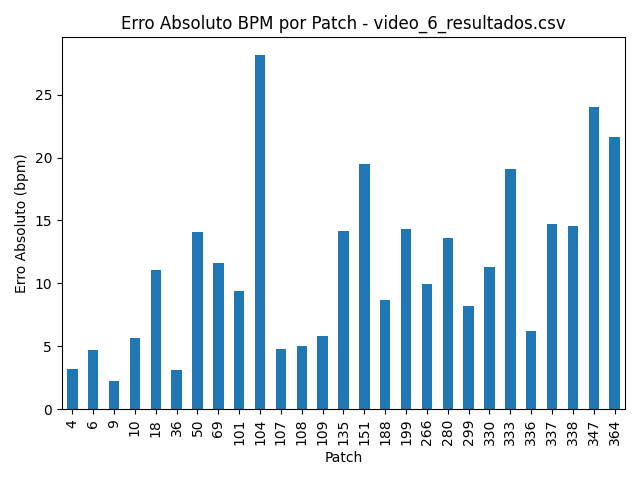 Erro Absoluto BPM por Patch - video_6_resultados.csv
Erro Absoluto (bpm)
25
20
15
10
5
0
4 6 9 10 18 36 50 69 101 104 107 108 109 135 151 188 199 266 280 299 330 333 336 337 338 347 364
Patch